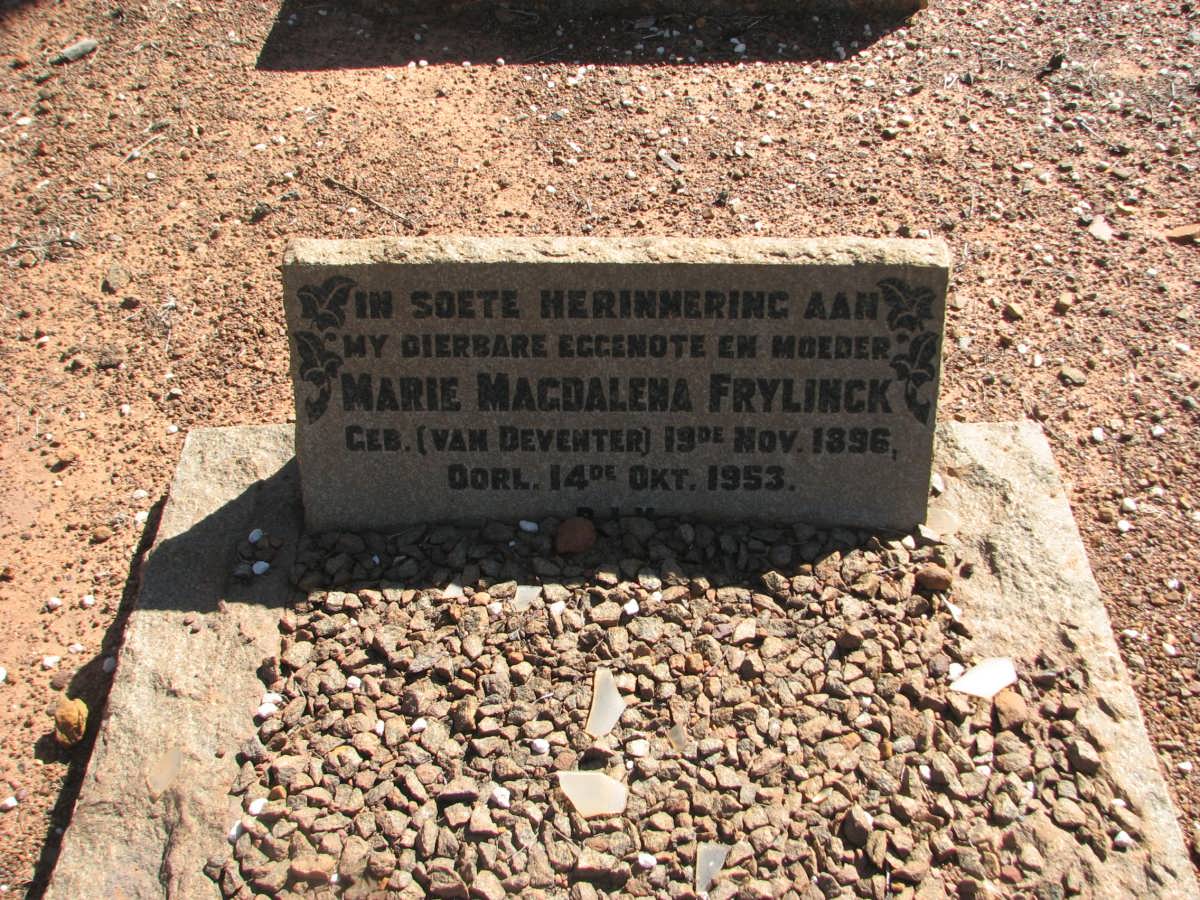 IN SOETE HERINNERING AAN
MY DIERBARE EGGENOTE EN MOEDER
MARIE MAGDALENA FRYLINCK
GEB. (VAN DEVENTER) 19DE NOV. 1896,
OORL. 14DE OKT. 1953.